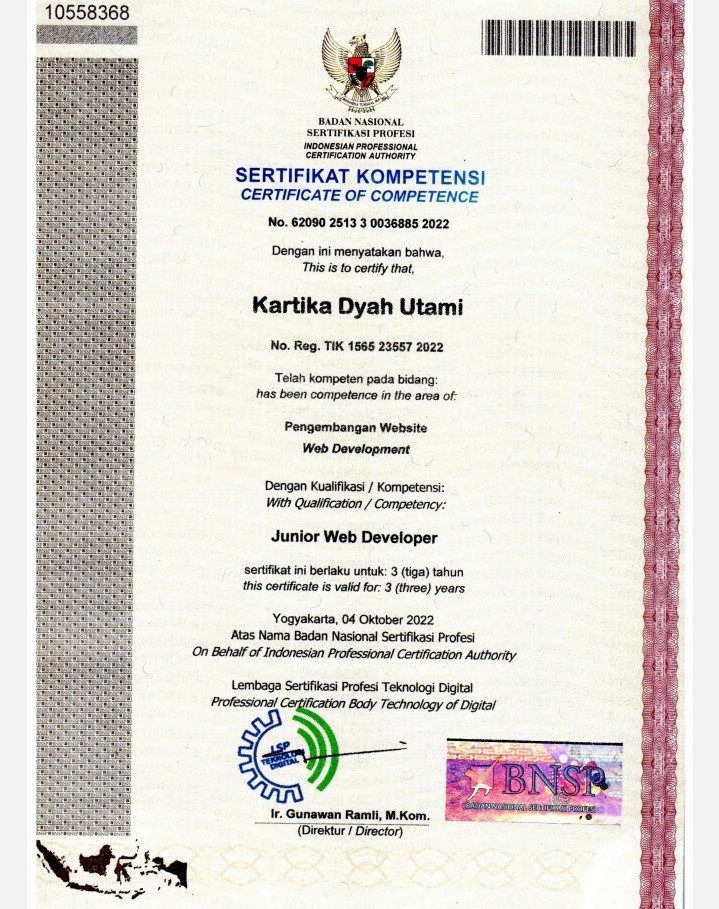 10558368
BADAN NASIONAL
SERTIFIKASI PROFESI
INDONESIAN PROFESSIONAL
CERTIFICATION AUTHORITY
SERTIFIKAT KOMPETENSI
CERTIFICATE OF COMPETENCE
No. 62090 2513 3 0036885 2022
Dengan ini menyatakan bahwa,
This is to certify that,
Kartika Dyah Utami
No. Reg. TIK 1565 23557 2022
Telah kompeten pada bidang:
has been competence in the area of:
Pengembangan Website
Web Development
Dengan Kualifikasi / Kompetensi:
With Qualification / Competency:
Junior Web Developer
sertifikat ini berlaku untuk: 3 (tiga) tahun
this certificate is valid for: 3 (three) years
Yogyakarta, 04 Oktober 2022
Atas Nama Badan Nasional Sertifikasi Profesi
On Behalf of Indonesian Professional Certification Authority
Lembaga Sertifikasi Profesi Teknologi Digital
Professional Certification Body Technology of Digital
LSP
TEKNOLOGI
DIGITAL
BNSP
BADAN NASIONAL SERTIFIKASI PROFESI
Ir. Gunawan Ramli, M.Kom.
(Direktur / Director)